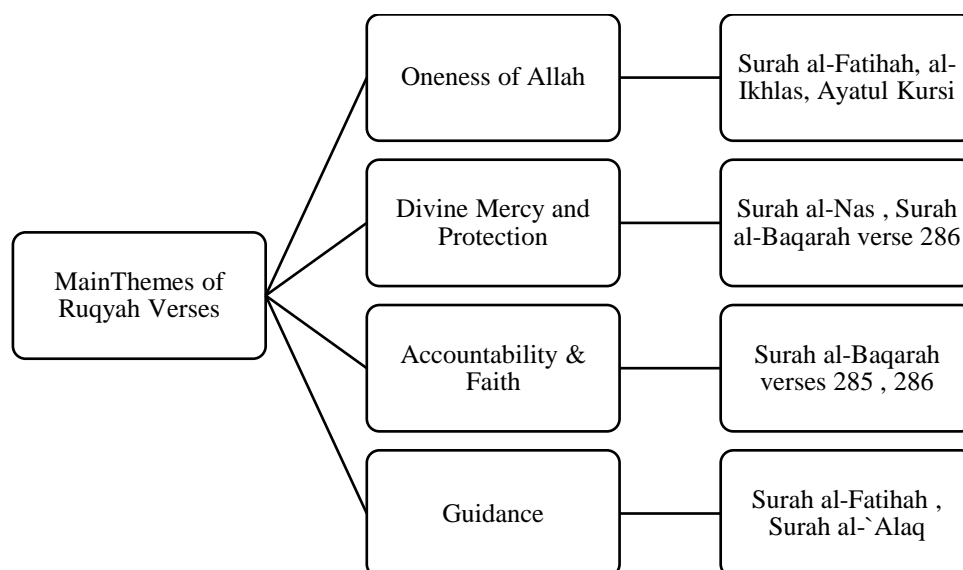 MainThemes of
Ruqyah Verses
Oneness of Allah
Surah al-Fatihah, al-
Ikhlas, Ayatul Kursi
Divine Mercy and
Protection
Surah al-Nas , Surah
al-Baqarah verse 286
Accountability &
Faith
Surah al-Baqarah
verses 285 , 286
Guidance
Surah al-Fatihah ,
Surah al-`Alaq